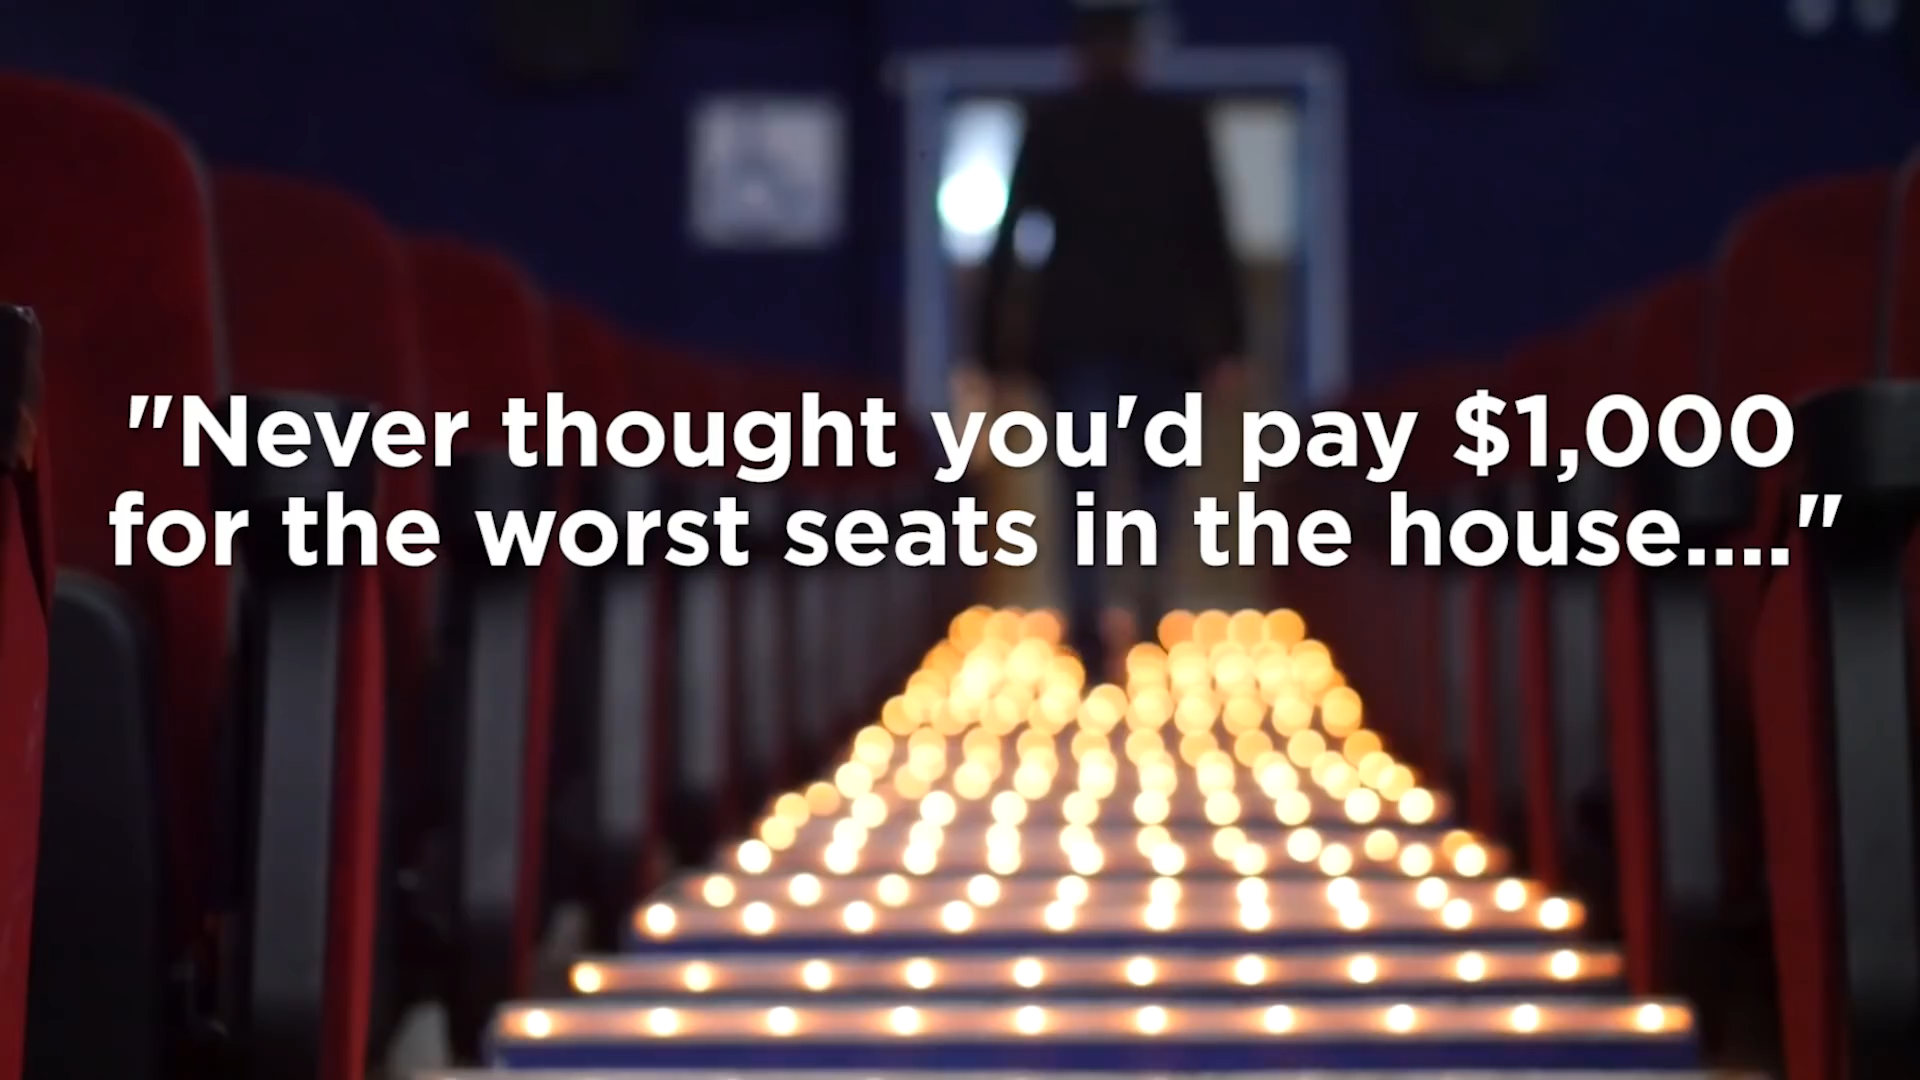 "Never thought you'd pay $1,000
for the worst seats in the house...."